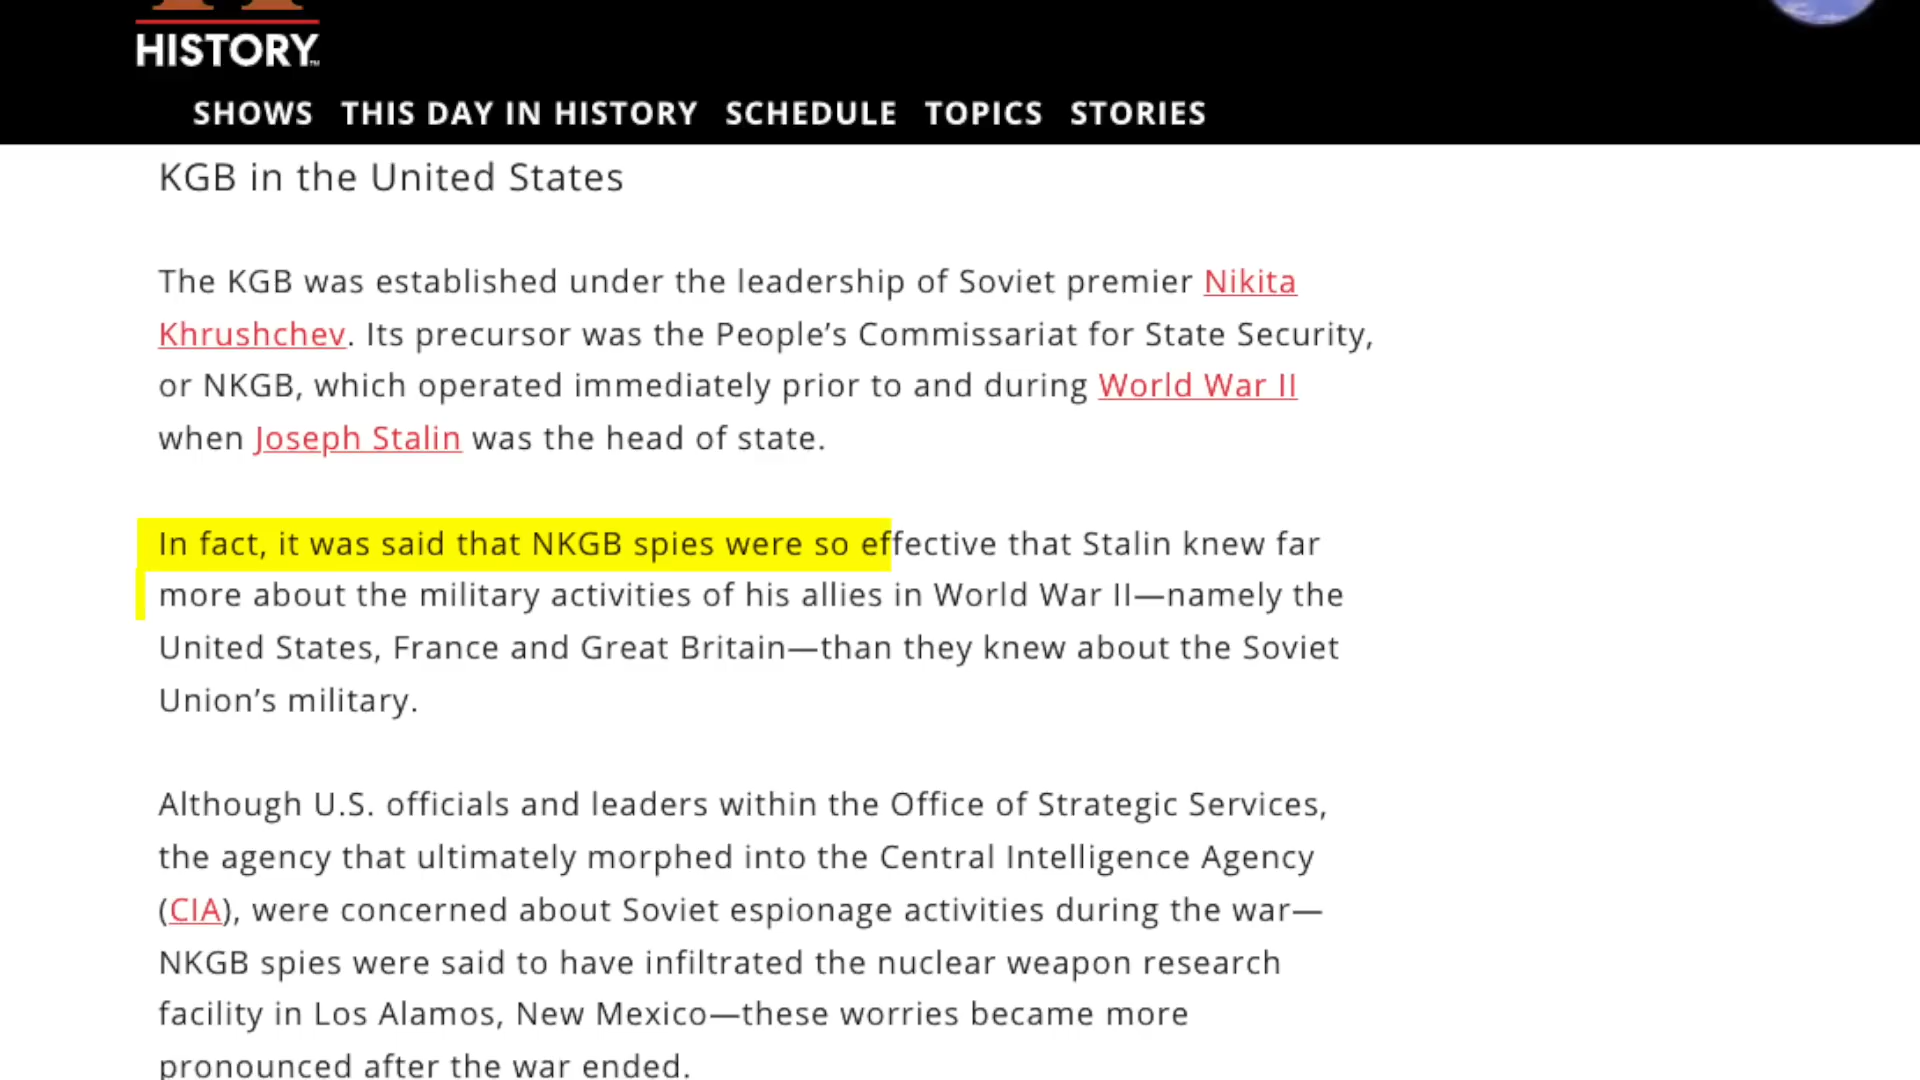 HISTORY™
SHOWS THIS DAY IN HISTORY SCHEDULE TOPICS STORIES
KGB in the United States
The KGB was established under the leadership of Soviet premier Nikita
Khrushchev. Its precursor was the People’s Commissariat for State Security,
or NKGB, which operated immediately prior to and during World War II
when Joseph Stalin was the head of state.
In fact, it was said that NKGB spies were so effective that Stalin knew far
more about the military activities of his allies in World War II—namely the
United States, France and Great Britain—than they knew about the Soviet
Union’s military.
Although U.S. officials and leaders within the Office of Strategic Services,
the agency that ultimately morphed into the Central Intelligence Agency
(CIA), were concerned about Soviet espionage activities during the war—
NKGB spies were said to have infiltrated the nuclear weapon research
facility in Los Alamos, New Mexico—these worries became more
pronounced after the war ended.